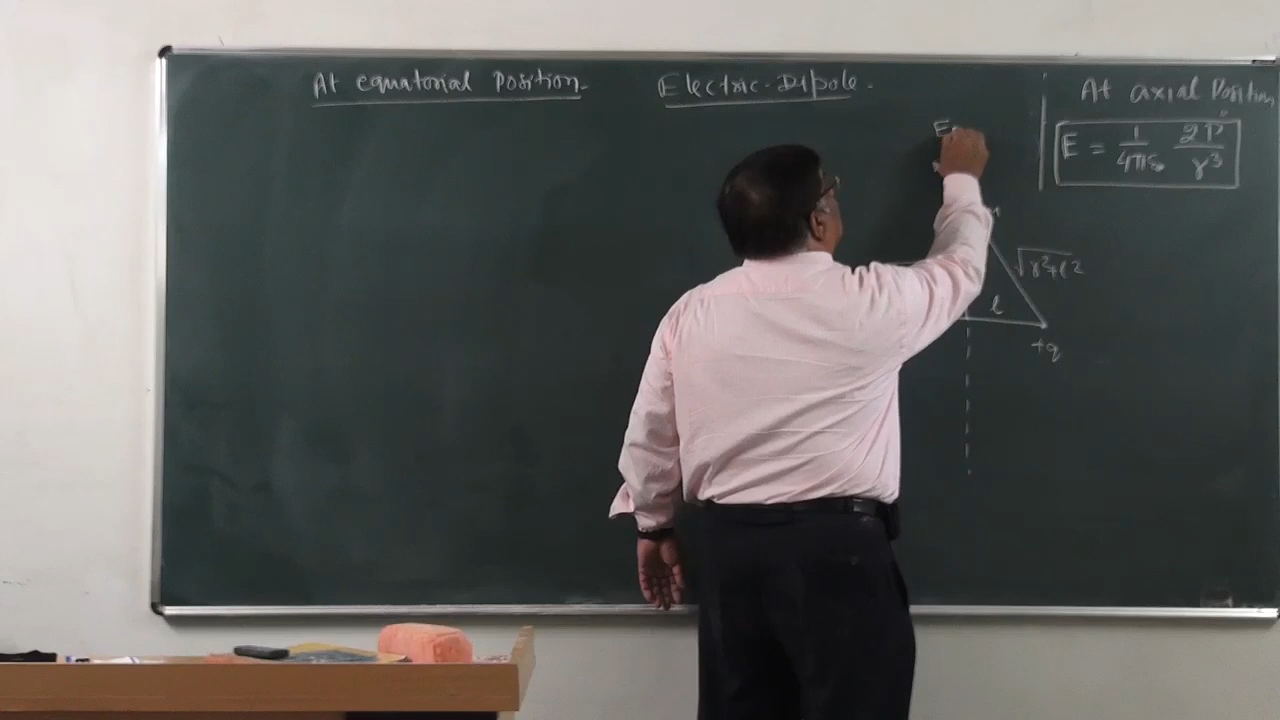 At equatorial Position.
Electric-Dipole.
At axial Position
E = 1/4πε₀ 2P/r³
√r²+l²
l
+q